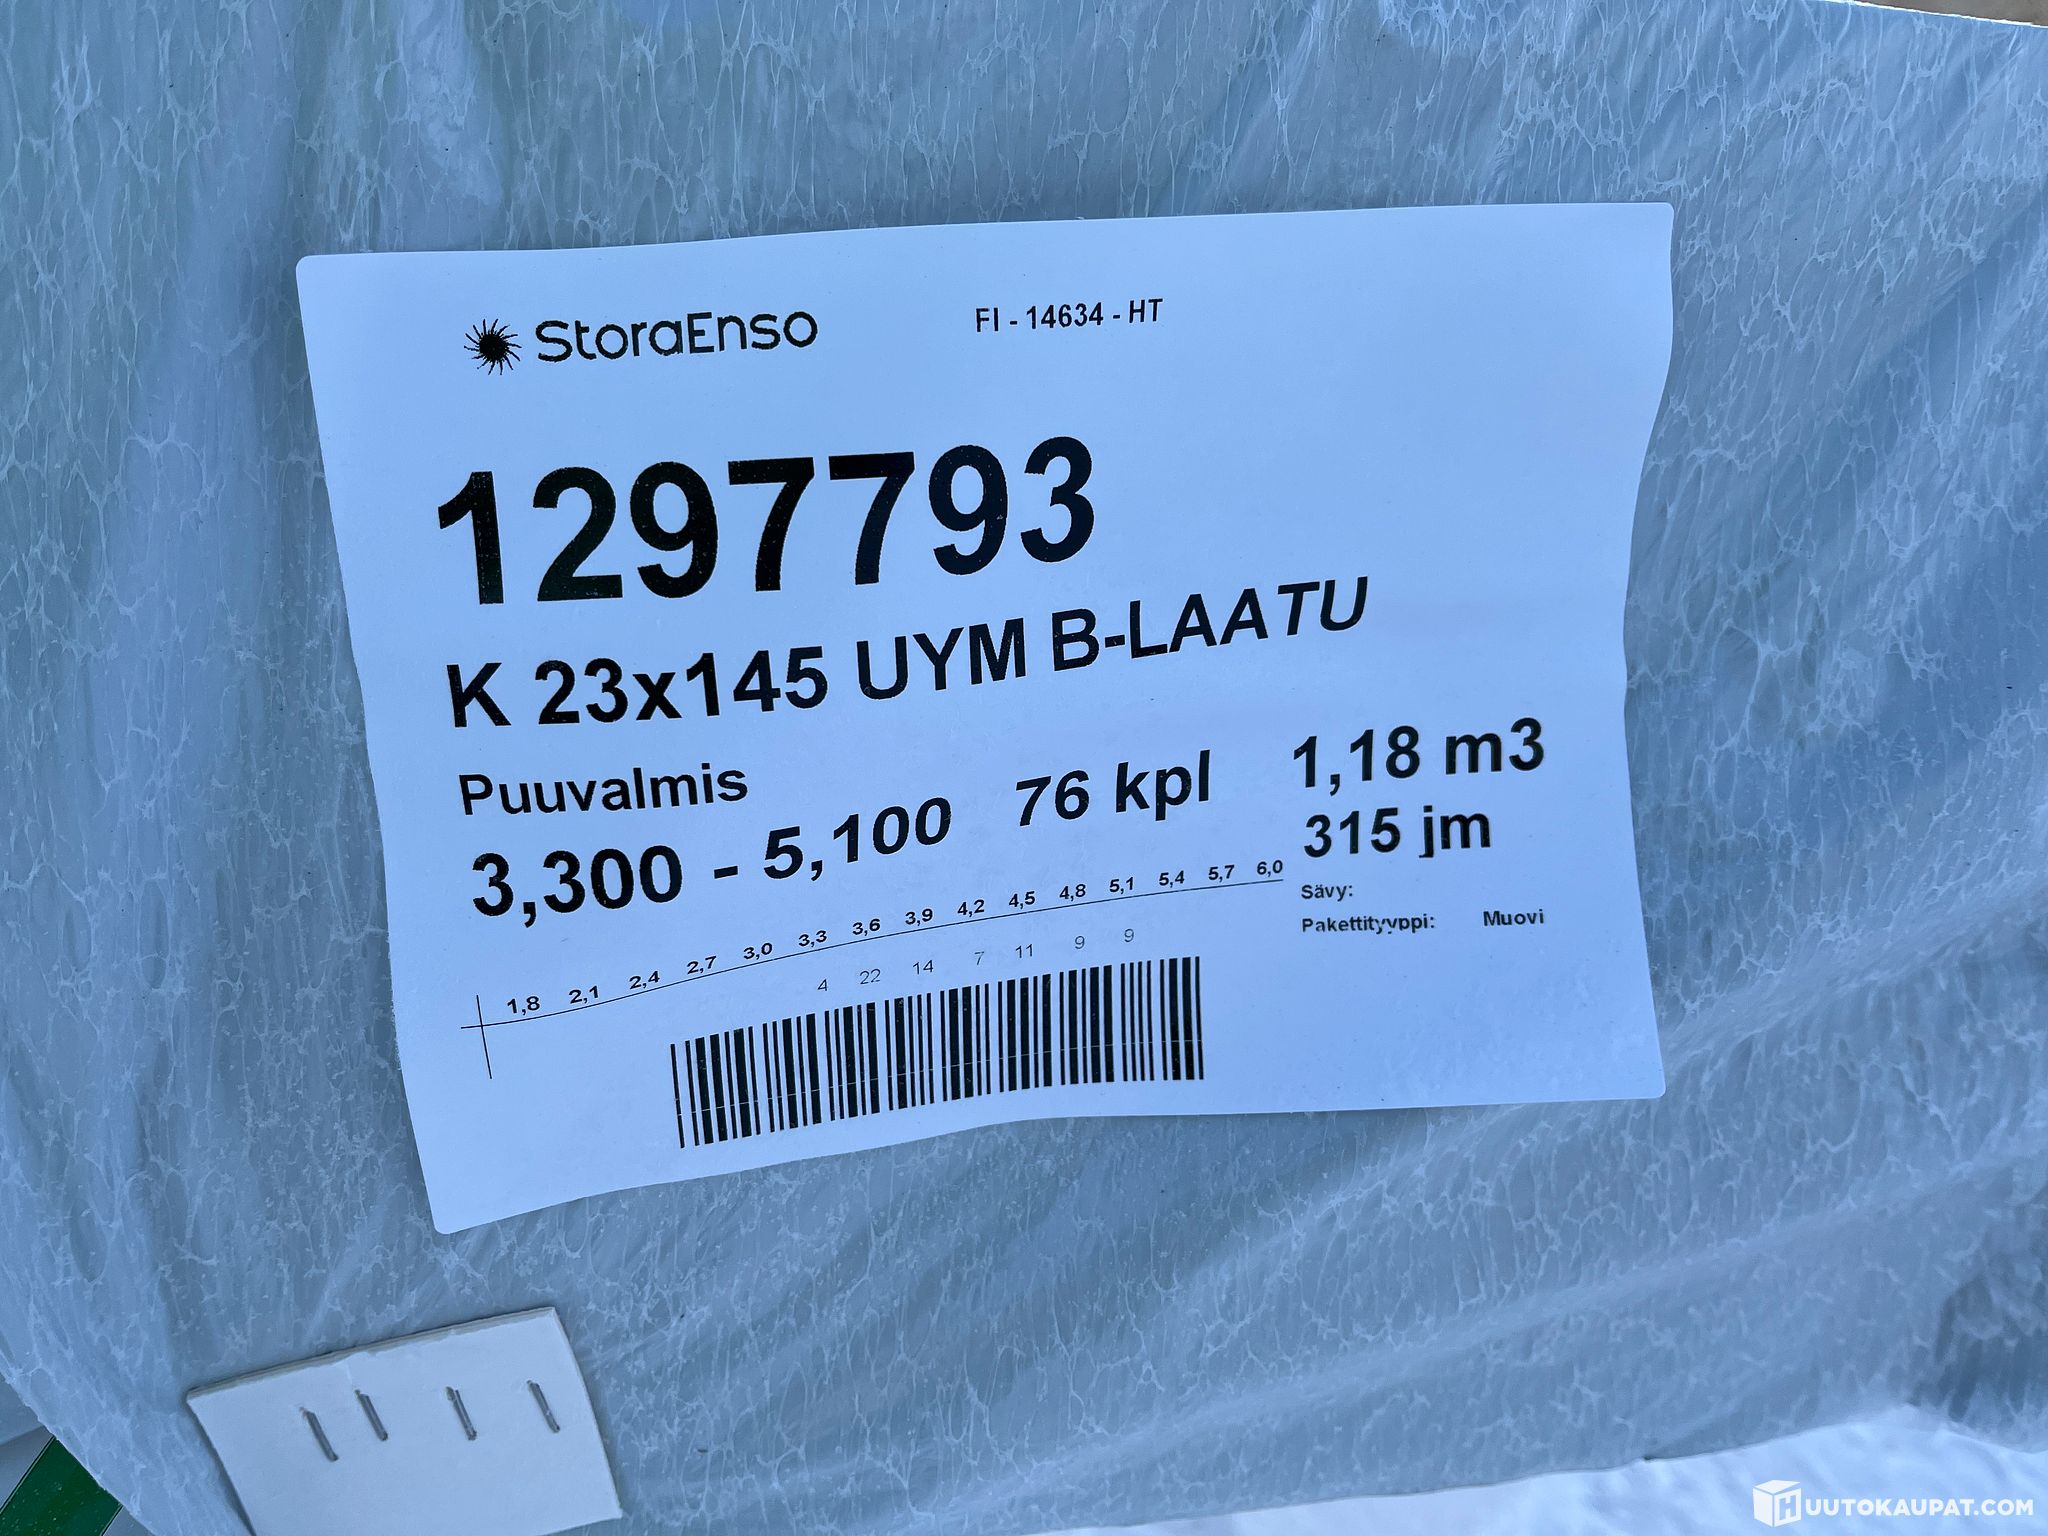 StoraEnso
FI - 14634 - HT
1297793
K 23x145 UYM B-LAATU
Puuvalmis
3,300 - 5,100 76 kpl 1,18 m3
315 jm
1,8 2,1 2,4 2,7 3,0 3,3 3,6 3,9 4,2 4,5 4,8 5,1 5,4 5,7 6,0
4 22 14 7 11 9 9
Sävy:
Pakettityyppi: Muovi
HUUTOKAUPAT.COM